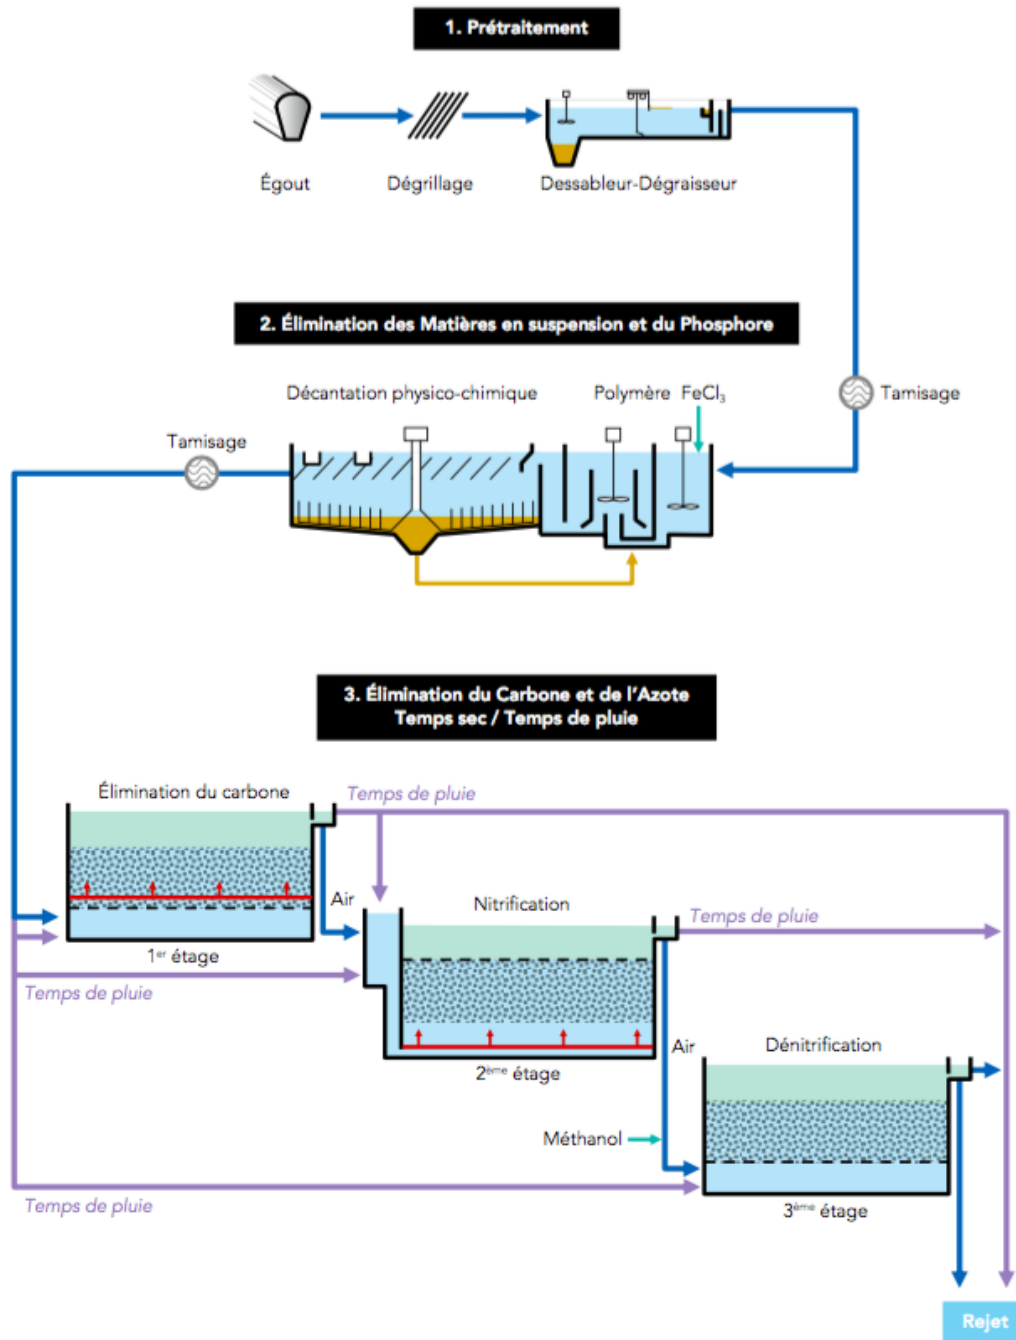 1. Prétraitement
Égout
Dégrillage
Dessableur-Dégraisseur
2. Élimination des Matières en suspension et du Phosphore
Décantation physico-chimique
Polymère
FeCl₃
Tamisage
Tamisage
3. Élimination du Carbone et de l'Azote
Temps sec / Temps de pluie
Élimination du carbone
Temps de pluie
Air
Nitrification
Temps de pluie
1er étage
Temps de pluie
Air
Dénitrification
2ème étage
Méthanol
Temps de pluie
3ème étage
Rejet